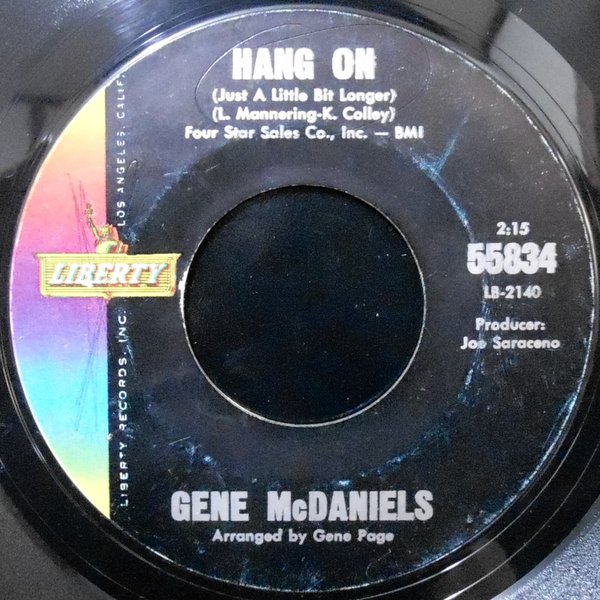 HANG ON
(Just A Little Bit Longer)
(L. Mannering-K. Colley)
Four Star Sales Co., Inc. — BMI
2:15
55834
LB-2140
Producer:
Joe Saraceno
LIBERTY
LIBERTY RECORDS, INC. LOS ANGELES, CALIF.
GENE McDANIELS
Arranged by Gene Page